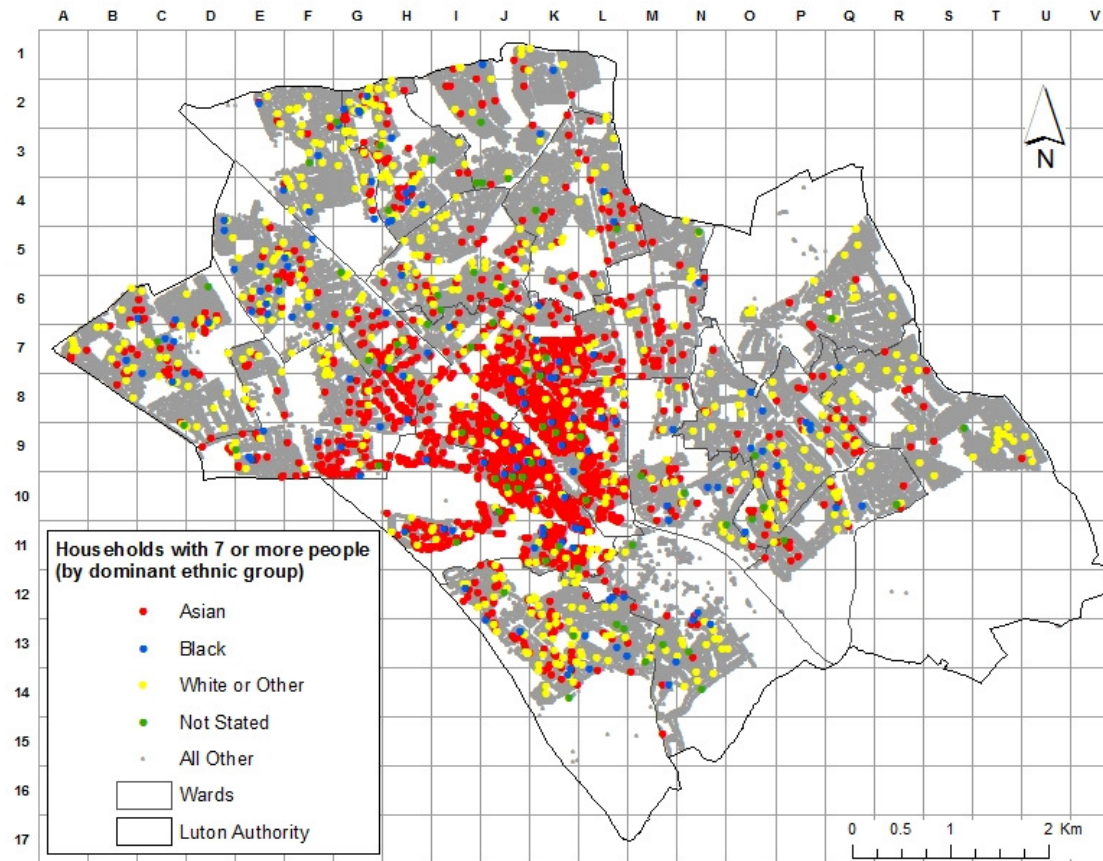 A B C D E F G H I J K L M N O P Q R S T U V
1
2
3
4
5
6
7
8
9
10
11
12
13
14
15
16
17
N
Households with 7 or more people
(by dominant ethnic group)
Asian
Black
White or Other
Not Stated
All Other
Wards
Luton Authority
0 0.5 1 2 Km